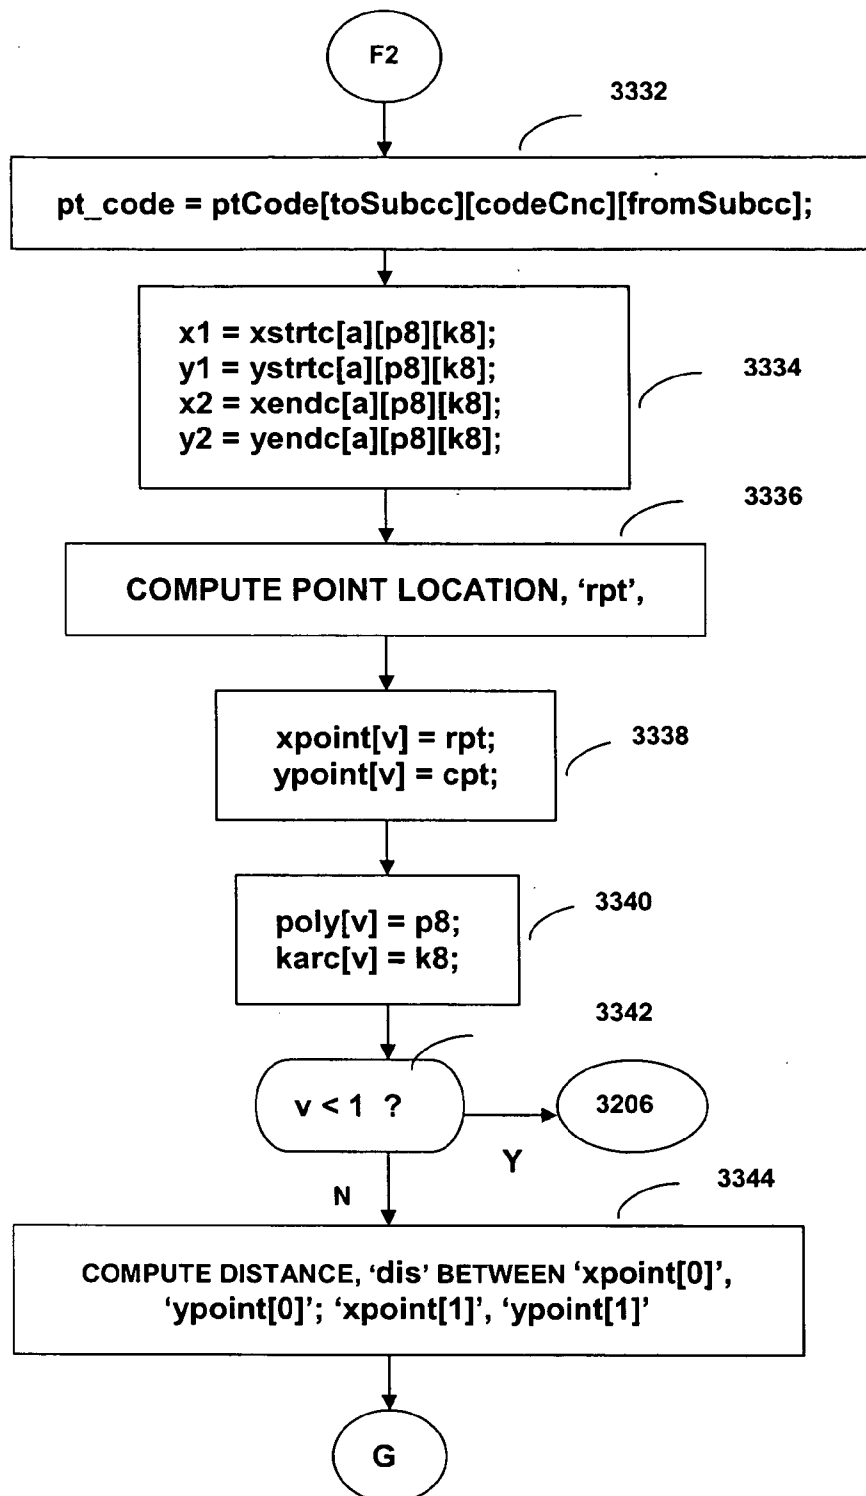 F2
3332
pt_code = ptCode[toSubcc][codeCnc][fromSubcc];
x1 = xstrtc[a][p8][k8];
y1 = ystrtc[a][p8][k8];
x2 = xendc[a][p8][k8];
y2 = yendc[a][p8][k8];
3334
3336
COMPUTE POINT LOCATION, ‘rpt’,
xpoint[v] = rpt;
ypoint[v] = cpt;
3338
poly[v] = p8;
karc[v] = k8;
3340
3342
v < 1 ?
3206
Y
N
3344
COMPUTE DISTANCE, ‘dis’ BETWEEN ‘xpoint[0]’,
‘ypoint[0]’; ‘xpoint[1]’, ‘ypoint[1]’
G